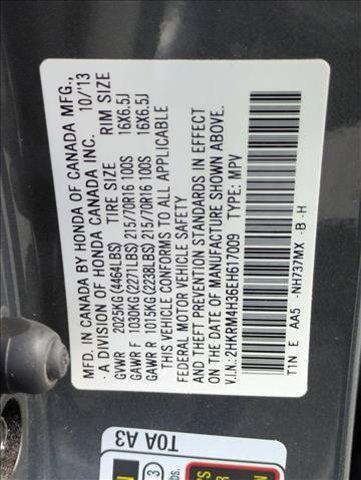 MFD. IN CANADA BY HONDA OF CANADA MFG.,
A DIVISION OF HONDA CANADA INC. 10/'13
TIRE SIZE RIM SIZE
GVWR 2025KG (4464LBS)
GAWR F 1030KG (2271LBS) 215/70R16 100S 16X6.5J
GAWR R 1015KG (2238LBS) 215/70R16 100S 16X6.5J
THIS VEHICLE CONFORMS TO ALL APPLICABLE
FEDERAL MOTOR VEHICLE SAFETY
AND THEFT PREVENTION STANDARDS IN EFFECT
ON THE DATE OF MANUFACTURE SHOWN ABOVE.
V.I.N.: 2HKRM4H36EH617009 TYPE: MPV
T1N E AA5 -NH737MX -B -H
T0A A3
3
lbs.